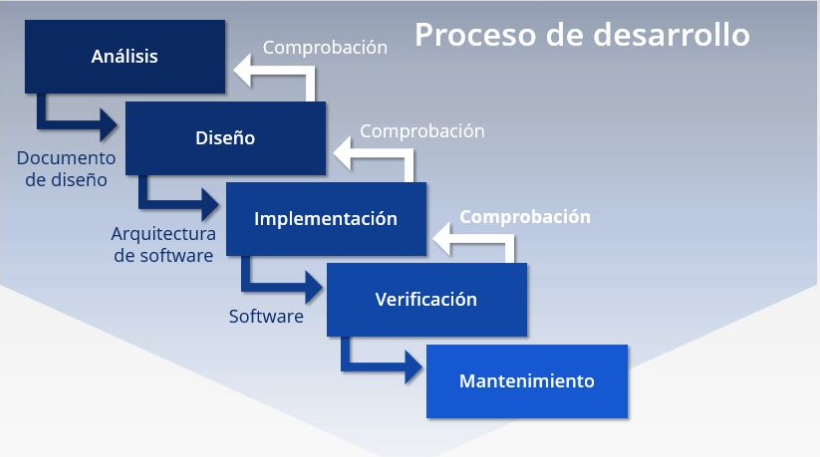 Proceso de desarrollo
Análisis
Comprobación
Diseño
Documento
de diseño
Comprobación
Implementación
Arquitectura
de software
Comprobación
Verificación
Software
Mantenimiento